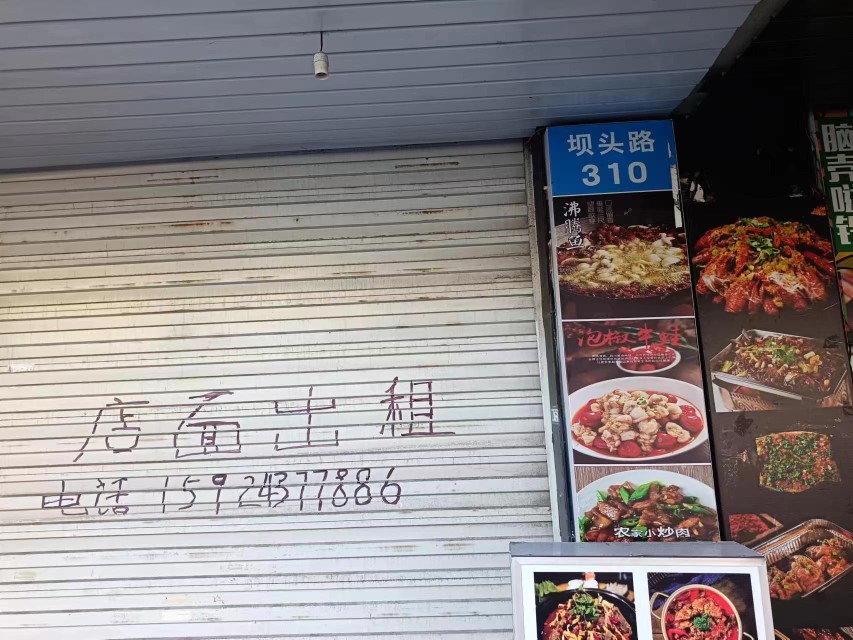 坝头路
310
沸腾鱼
泡椒牛蛙
农家小炒肉
店面出租
电话 15924377886